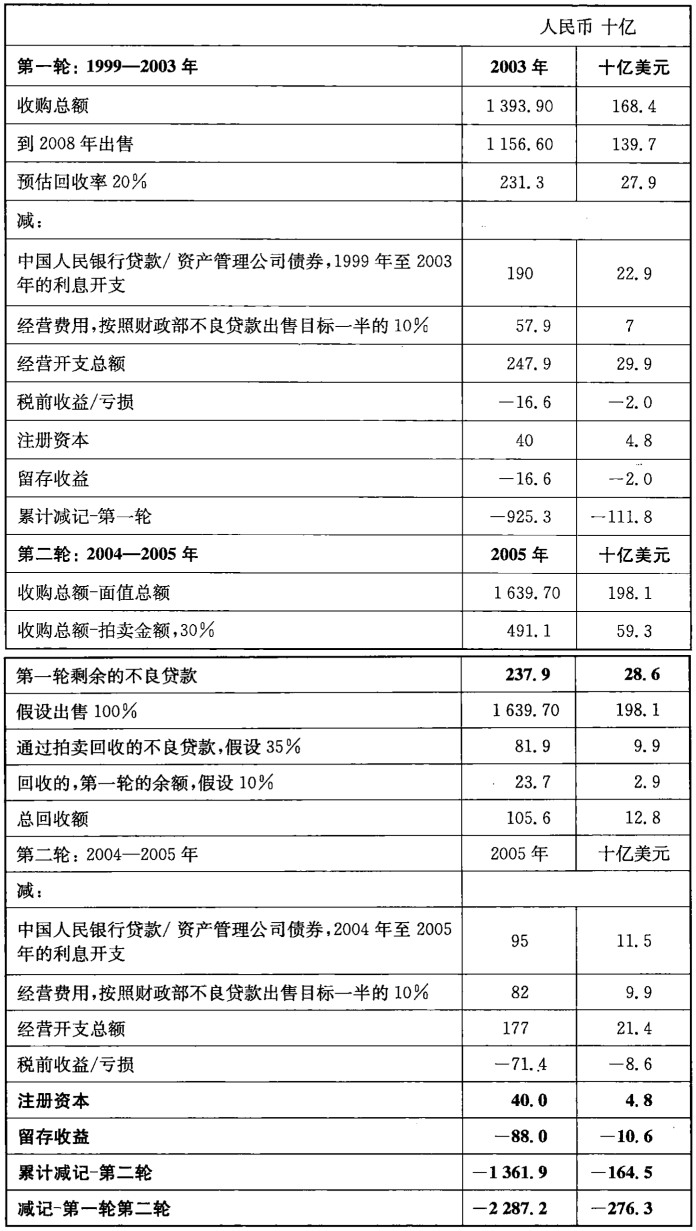 人民币 十亿
第一轮：1999—2003 年 2003 年 十亿美元
收购总额 1 393.90 168.4
到 2008 年出售 1 156.60 139.7
预估回收率 20% 231.3 27.9
减：
中国人民银行贷款/ 资产管理公司债券,1999 年至 2003
年的利息开支 190 22.9
经营费用,按照财政部不良贷款出售目标一半的 10% 57.9 7
经营开支总额 247.9 29.9
税前收益/亏损 —16.6 —2.0
注册资本 40 4.8
留存收益 —16.6 —2.0
累计减记-第一轮 —925.3 —111.8
第二轮：2004—2005 年 2005 年 十亿美元
收购总额-面值总额 1 639.70 198.1
收购总额-拍卖金额,30% 491.1 59.3
第一轮剩余的不良贷款 237.9 28.6
假设出售 100% 1 639.70 198.1
通过拍卖回收的不良贷款,假设 35% 81.9 9.9
回收的,第一轮的余额,假设 10% 23.7 2.9
总回收额 105.6 12.8
第二轮：2004—2005 年 2005 年 十亿美元
减：
中国人民银行贷款/ 资产管理公司债券,2004 年至 2005
年的利息开支 95 11.5
经营费用,按照财政部不良贷款出售目标一半的 10% 82 9.9
经营开支总额 177 21.4
税前收益/亏损 —71.4 —8.6
注册资本 40.0 4.8
留存收益 —88.0 —10.6
累计减记-第二轮 —1 361.9 —164.5
减记-第一轮第二轮 —2 287.2 —276.3